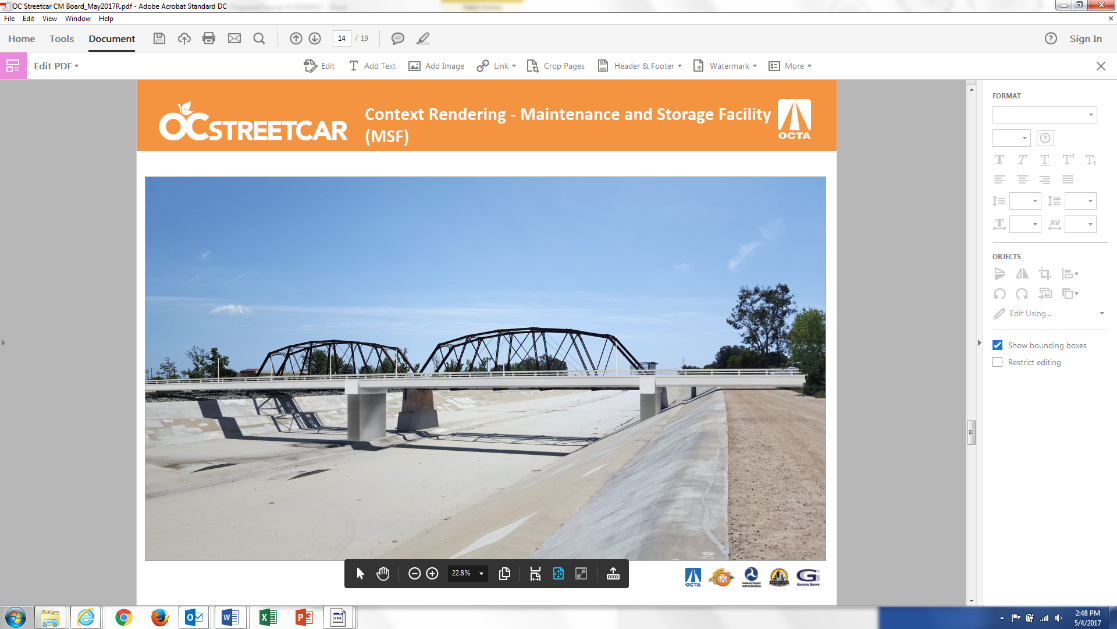 OC Streetcar CM Board_May2017R.pdf - Adobe Acrobat Standard DC
File Edit View Window Help
Home Tools Document 14 / 19 Sign In
Edit PDF Edit Add Text Add Image Link Crop Pages Header & Footer Watermark More
OCSTREETCAR
Context Rendering - Maintenance and Storage Facility
(MSF)
OCTA
FORMAT
OBJECTS
Edit Using...
Show bounding boxes
Restrict editing
22.8%
OCTA
2:48 PM
5/4/2017